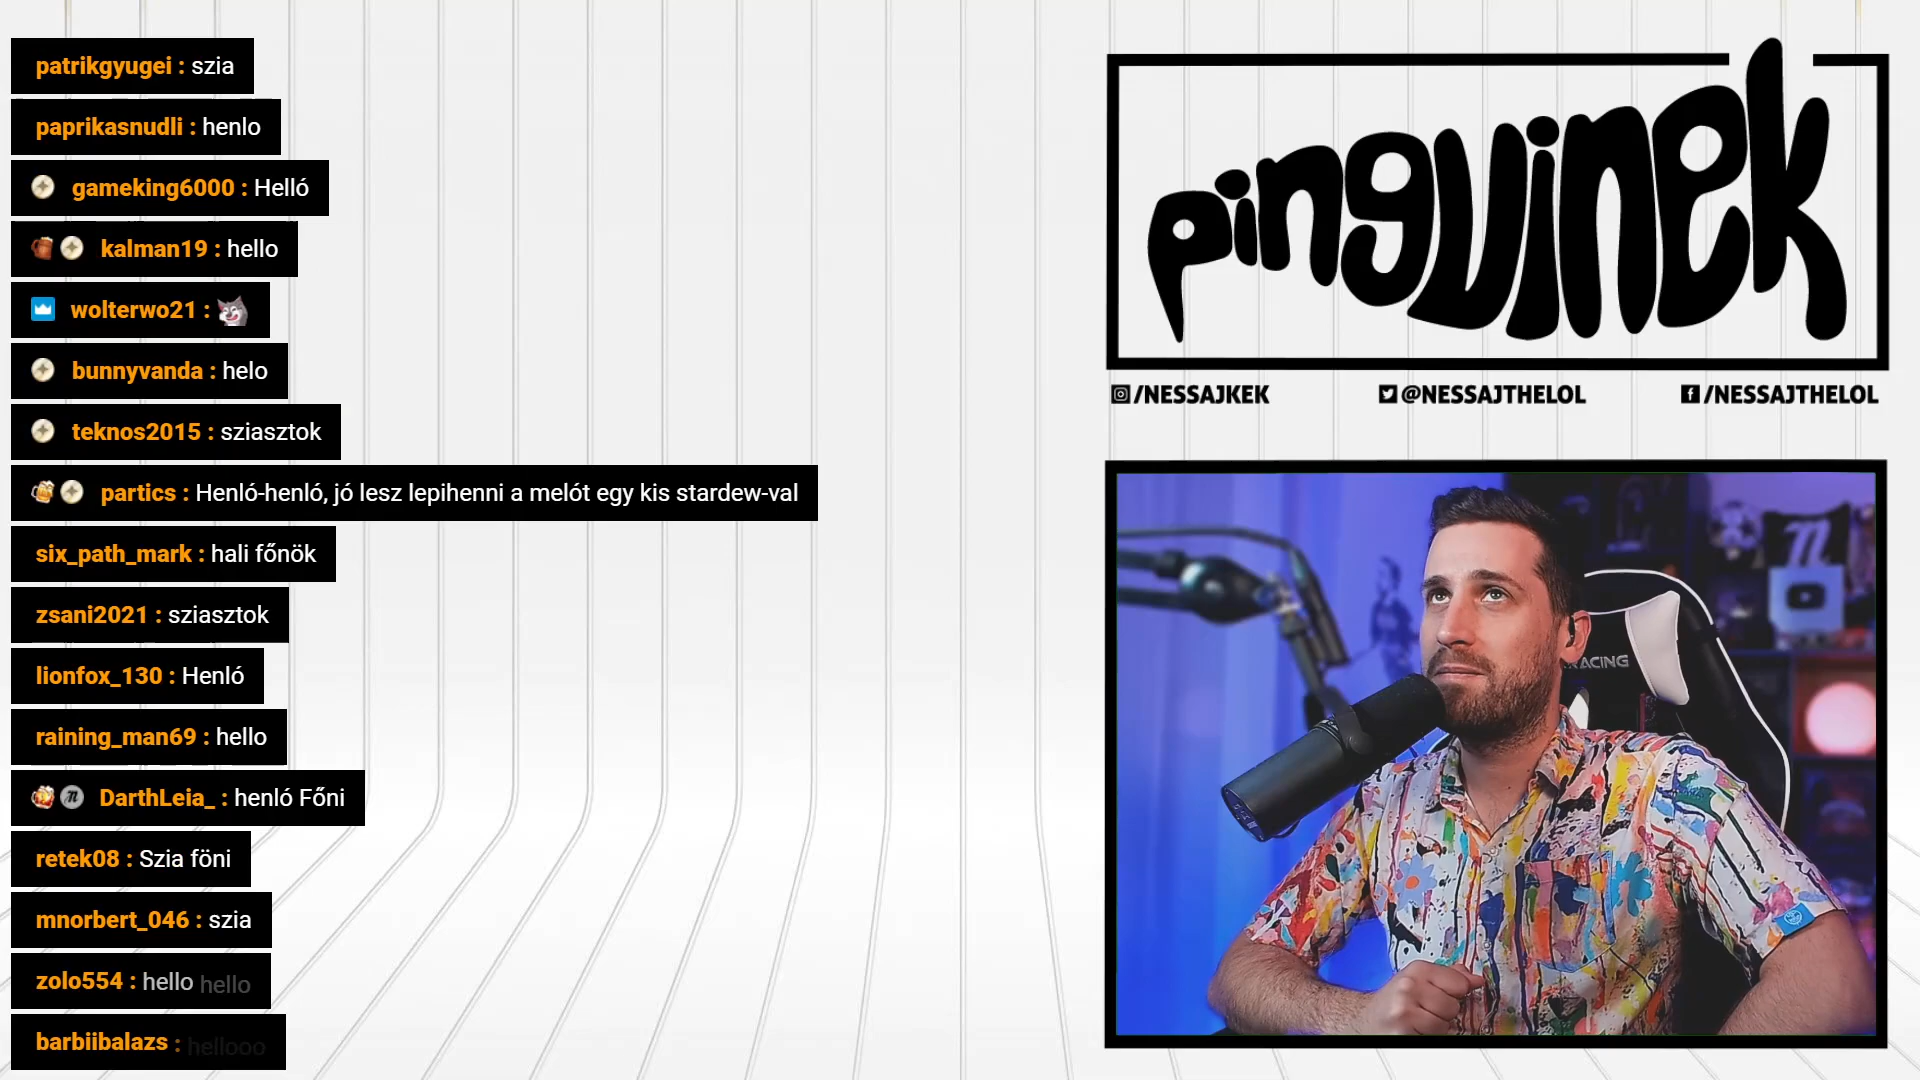 patrikgyugei : szia
paprikasnudli : henlo
gameking6000 : Helló
kalman19 : hello
wolterwo21 :
bunnyvanda : helo
teknos2015 : sziasztok
partics : Henló-henló, jó lesz lepihenni a melót egy kis stardew-val
six_path_mark : hali főnök
zsani2021 : sziasztok
lionfox_130 : Henló
raining_man69 : hello
DarthLeia_ : henló Főni
retek08 : Szia föni
mnorbert_046 : szia
zolo554 : hello hello
barbiibalazs : hellooo
pingvinek
/NESSAJKEK
@NESSAJTHELOL
/NESSAJTHELOL
RACING